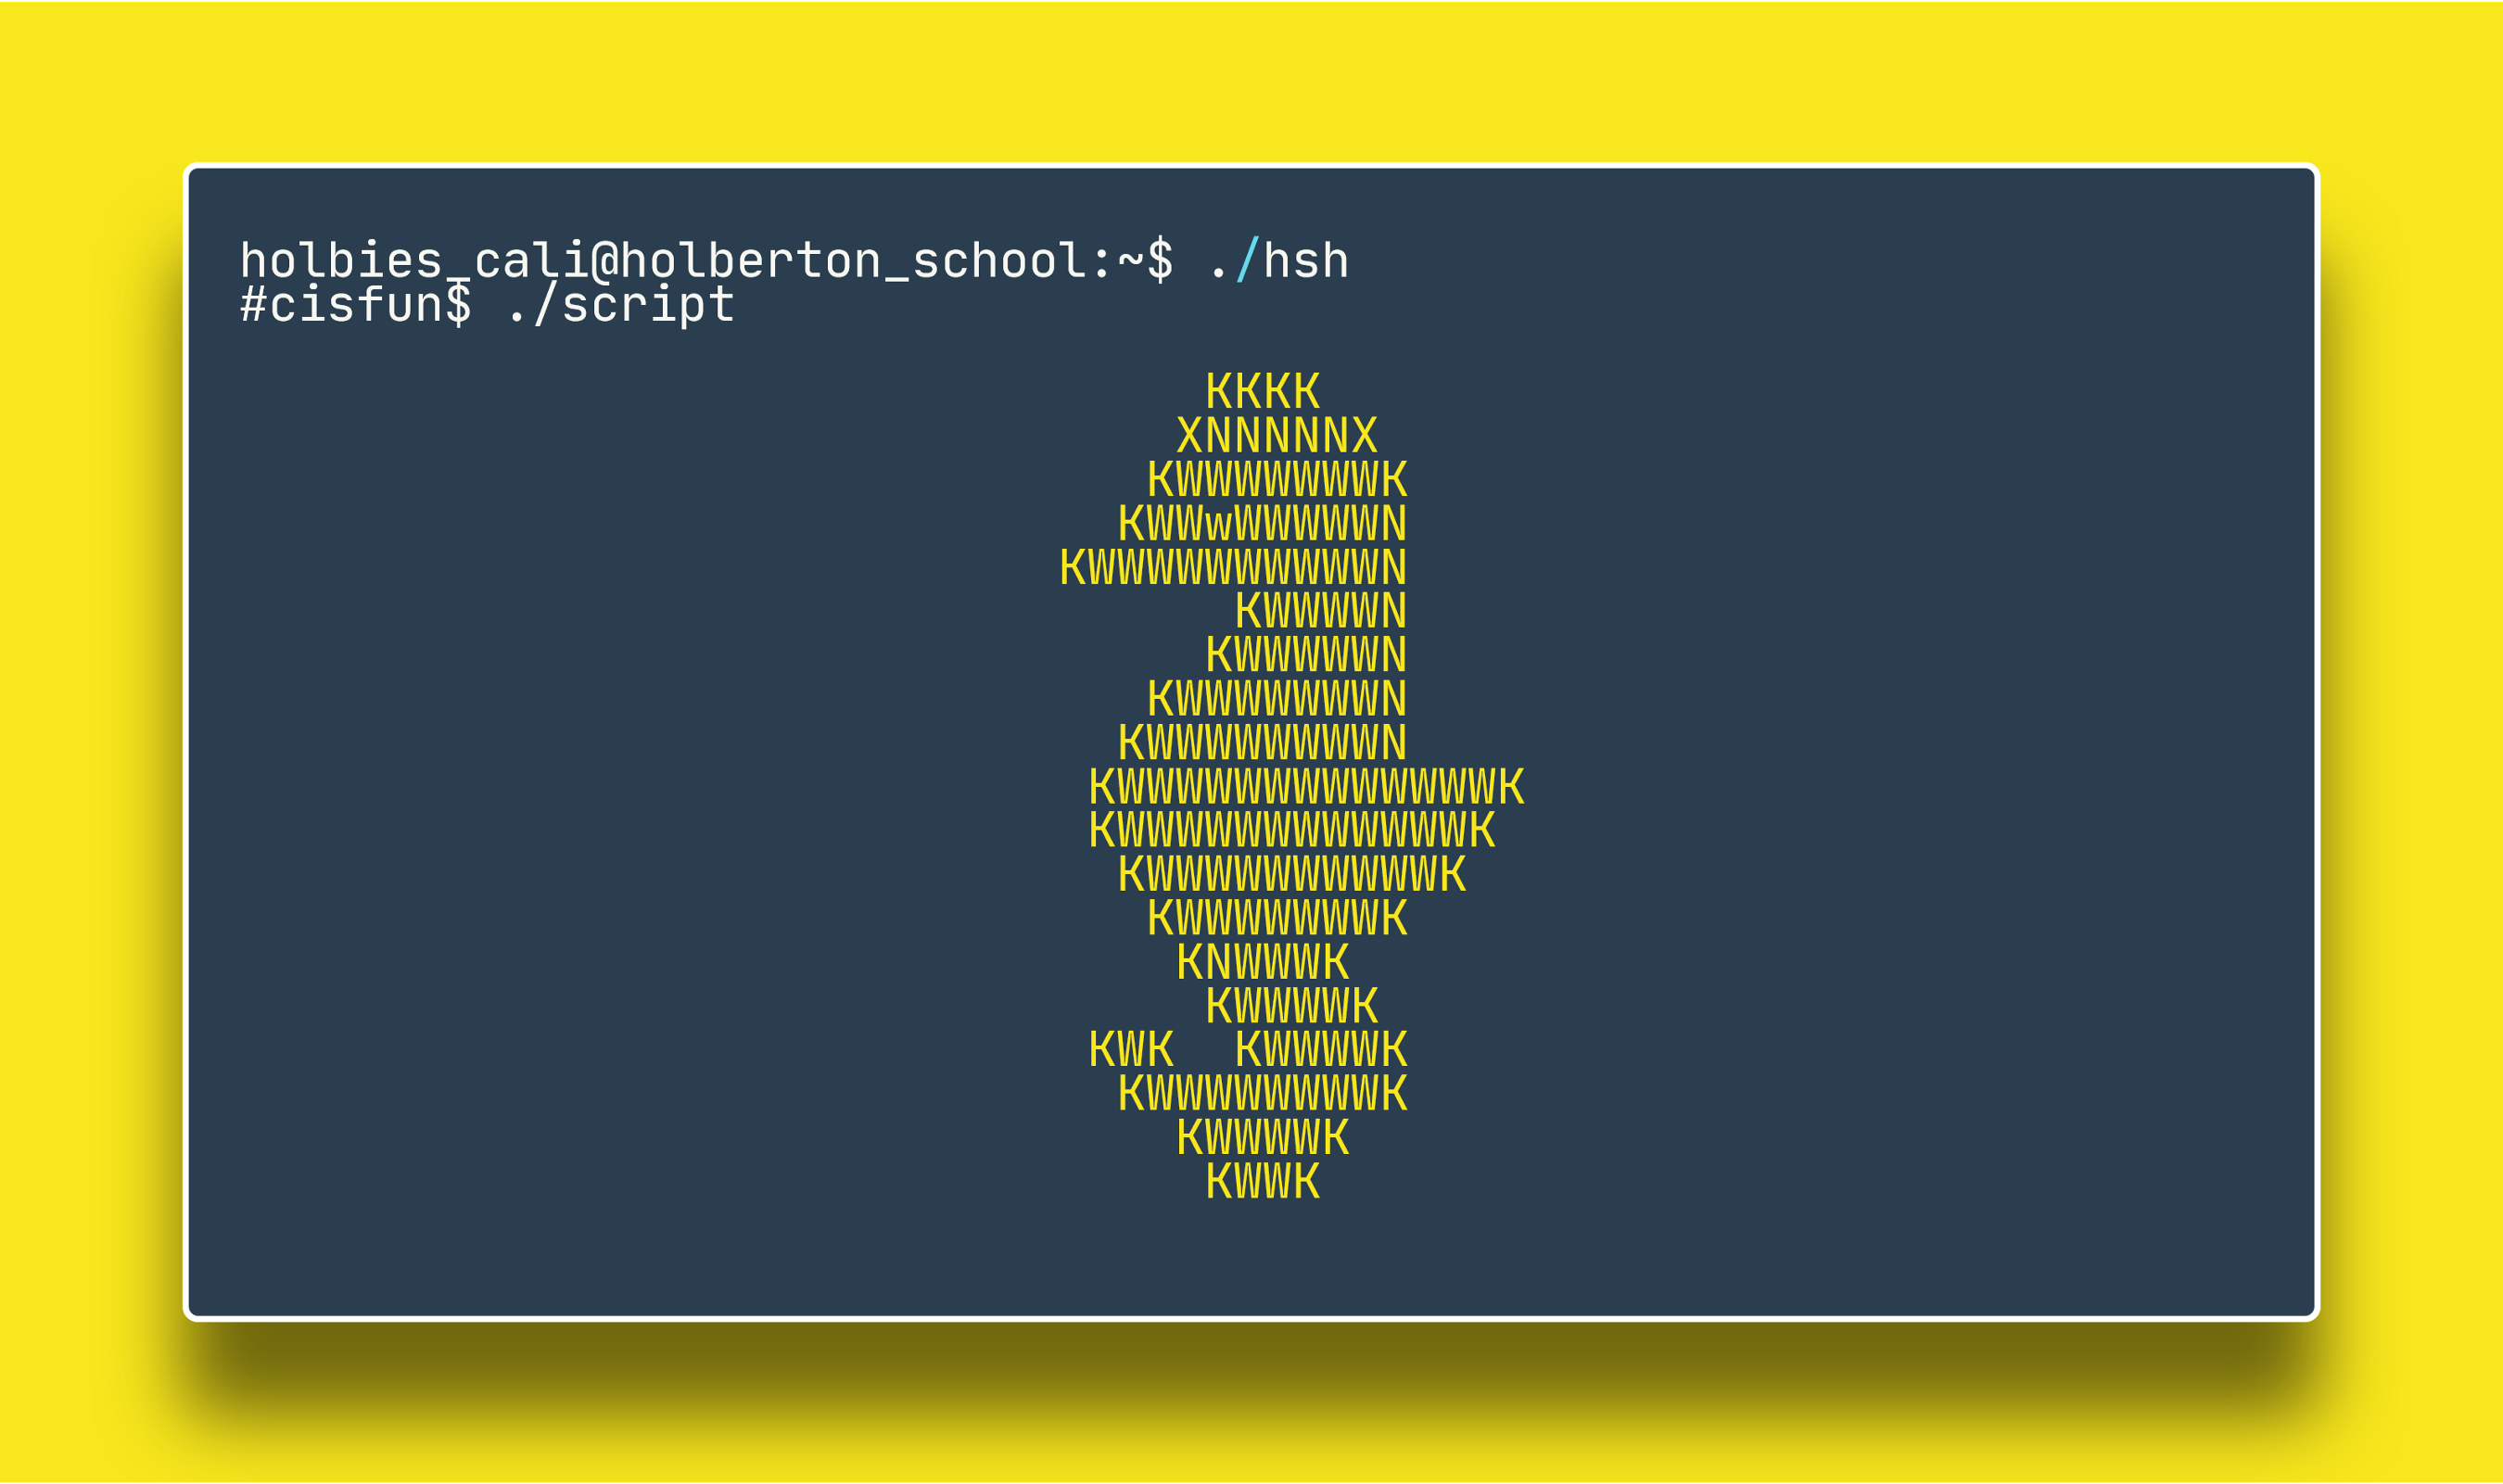 holbies_cali@holberton_school:~$ ./hsh
#cisfun$ ./script
KKKK
XNNNNNX
KWWWWWWWK
KWWwWWWWWN
KWWWWWWWWWWN
KWWWWN
KWWWWWN
KWWWWWWWN
KWWWWWWWWN
KWWWWWWWWWWWWWK
KWWWWWWWWWWWWK
KWWWWWWWWWWK
KWWWWWWWK
KNWWWK
KWWWWK
KWK  KWWWWK
KWWWWWWWWK
KWWWWK
KWWK